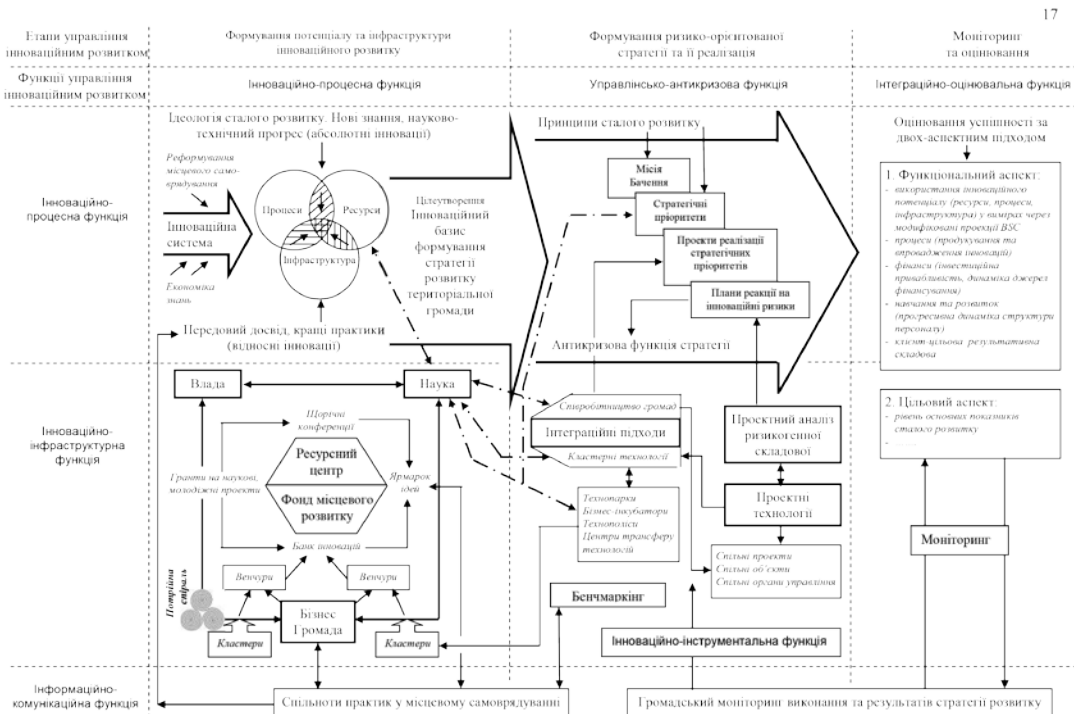 17
Етапи управління
інноваційним розвитком
Формування потенціалу та інфраструктури
інноваційного розвитку
Формування ризико-орієнтованої
стратегії та її реалізація
Моніторинг
та оцінювання
Функції управління
інноваційним розвитком
Інноваційно-процесна функція
Управлінсько-антикризова функція
Інтеграційно-оцінювальна функція
Інноваційно-
процесна функція
Ідеологія сталого розвитку. Нові знання, науково-
технічний прогрес (абсолютні інновації)
Реформування
місцевого само-
врядування
Інноваційна
система
Економіка
знань
Процеси
Ресурси
Інфраструктура
Цілеутворення
Інноваційний
базис
формування
стратегії
розвитку
територіальної
громади
Передовий досвід, кращі практики
(відносні інновації)
Принципи сталого розвитку
Місія
Бачення
Стратегічні
пріоритети
Проекти реалізації
стратегічних
пріоритетів
Плани реакції на
інноваційні ризики
Антикризова функція стратегії
Оцінювання успішності за
двох-аспектним підходом
1. Функціональний аспект:
- використання інноваційного
потенціалу (ресурси, процеси,
інфраструктура) у вимірах через
модифіковані проекції BSC
- процеси (продукування та
впровадження інновацій)
- фінанси (інвестиційна
привабливість, динаміка джерел
фінансування)
- навчання та розвиток
(прогресивна динаміка структури
персоналу)
- клієнт-цільова результативна
складова
2. Цільовий аспект:
- рівень основних показників
сталого розвитку
- ......
Інноваційно-
інфраструктурна
функція
Влада
Наука
Щорічні
конференції
Ресурсний
центр
Фонд місцевого
розвитку
Гранти на наукові,
молодіжні проекти
Ярмарок
ідей
Банк інновацій
Венчури
Венчури
Потрійна
спіраль
Бізнес
Громада
Кластери
Кластери
Співробітництво громад
Інтеграційні підходи
Кластерні технології
Технопарки
Бізнес-інкубатори
Технополіси
Центри трансферу
технологій
Бенчмаркінг
Проектний аналіз
ризикогенної
складової
Проектні
технології
Спільні проекти
Спільні об'єкти
Спільні органи управління
Інноваційно-інструментальна функція
Моніторинг
Інформаційно-
комунікаційна функція
Спільноти практик у місцевому самоврядуванні
Громадський моніторинг виконання та результатів стратегії розвитку